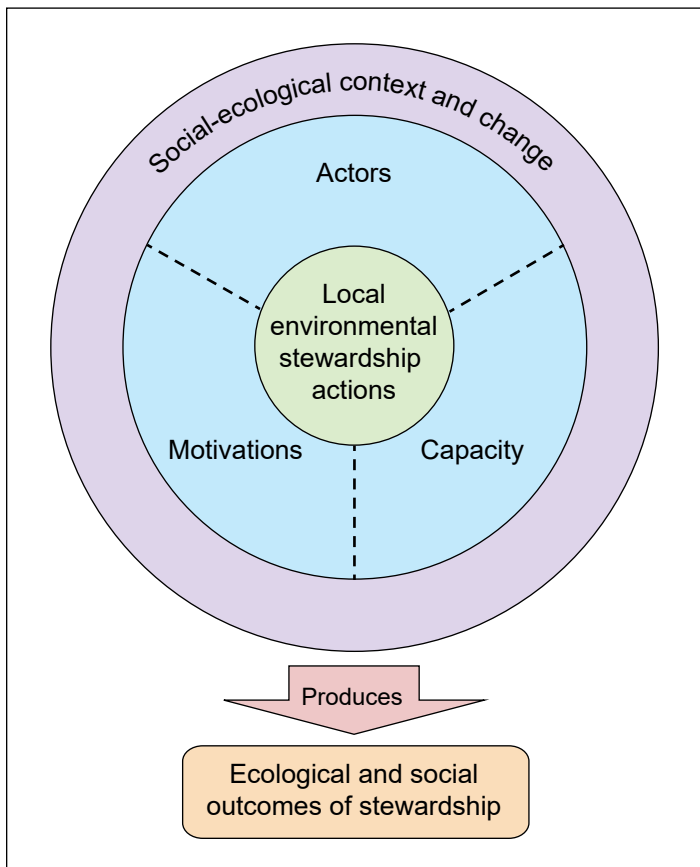 Social-ecological context and change
Actors
Local
environmental
stewardship
actions
Motivations
Capacity
Produces
Ecological and social
outcomes of stewardship